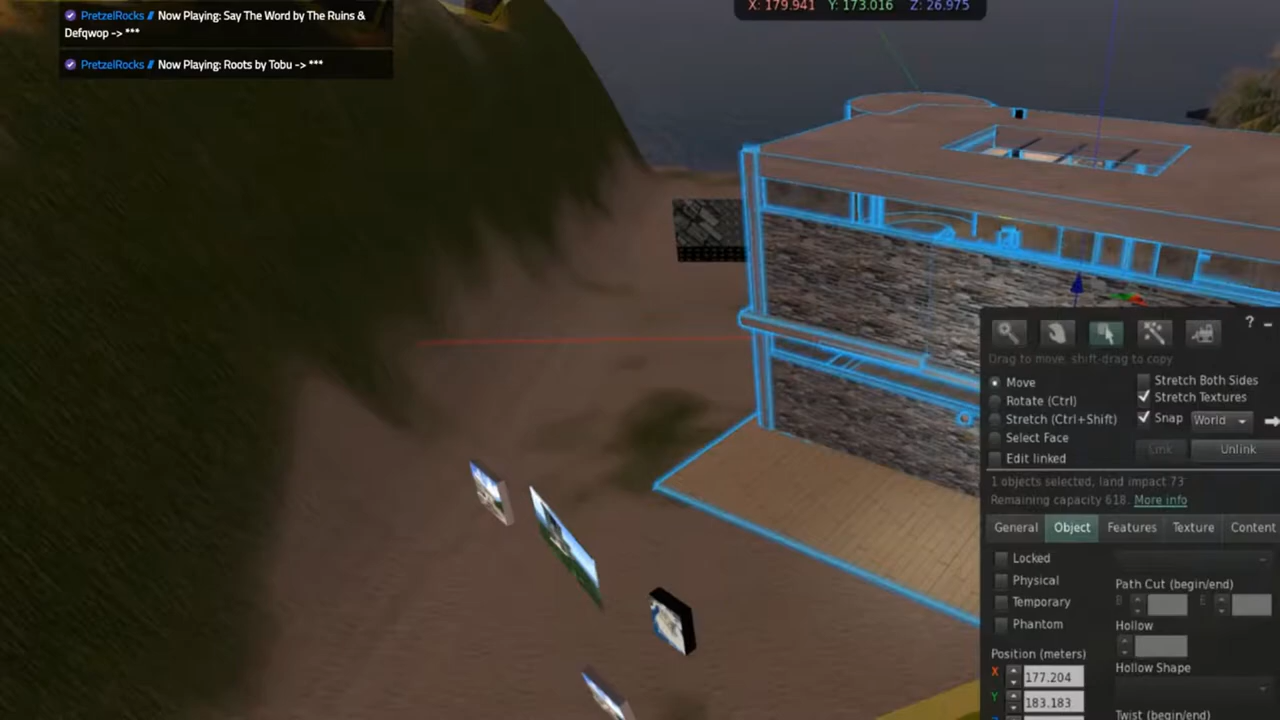 PretzelRocks // Now Playing: Say The Word by The Ruins &
Defqwop -> ***
PretzelRocks // Now Playing: Roots by Tobu -> ***
X: 179.941 Y: 173.016 Z: 26.975
? –
Drag to move, shift-drag to copy
Move
Rotate (Ctrl)
Stretch (Ctrl+Shift)
Select Face
Edit linked
Stretch Both Sides
Stretch Textures
Snap World
Link Unlink
1 objects selected, land impact 73
Remaining capacity 618. More info
General Object Features Texture Content
Locked
Physical
Temporary
Phantom
Position (meters)
X 177.204
Y 183.183
Path Cut (begin/end)
B E
Hollow
Hollow Shape
Twist (begin/end)